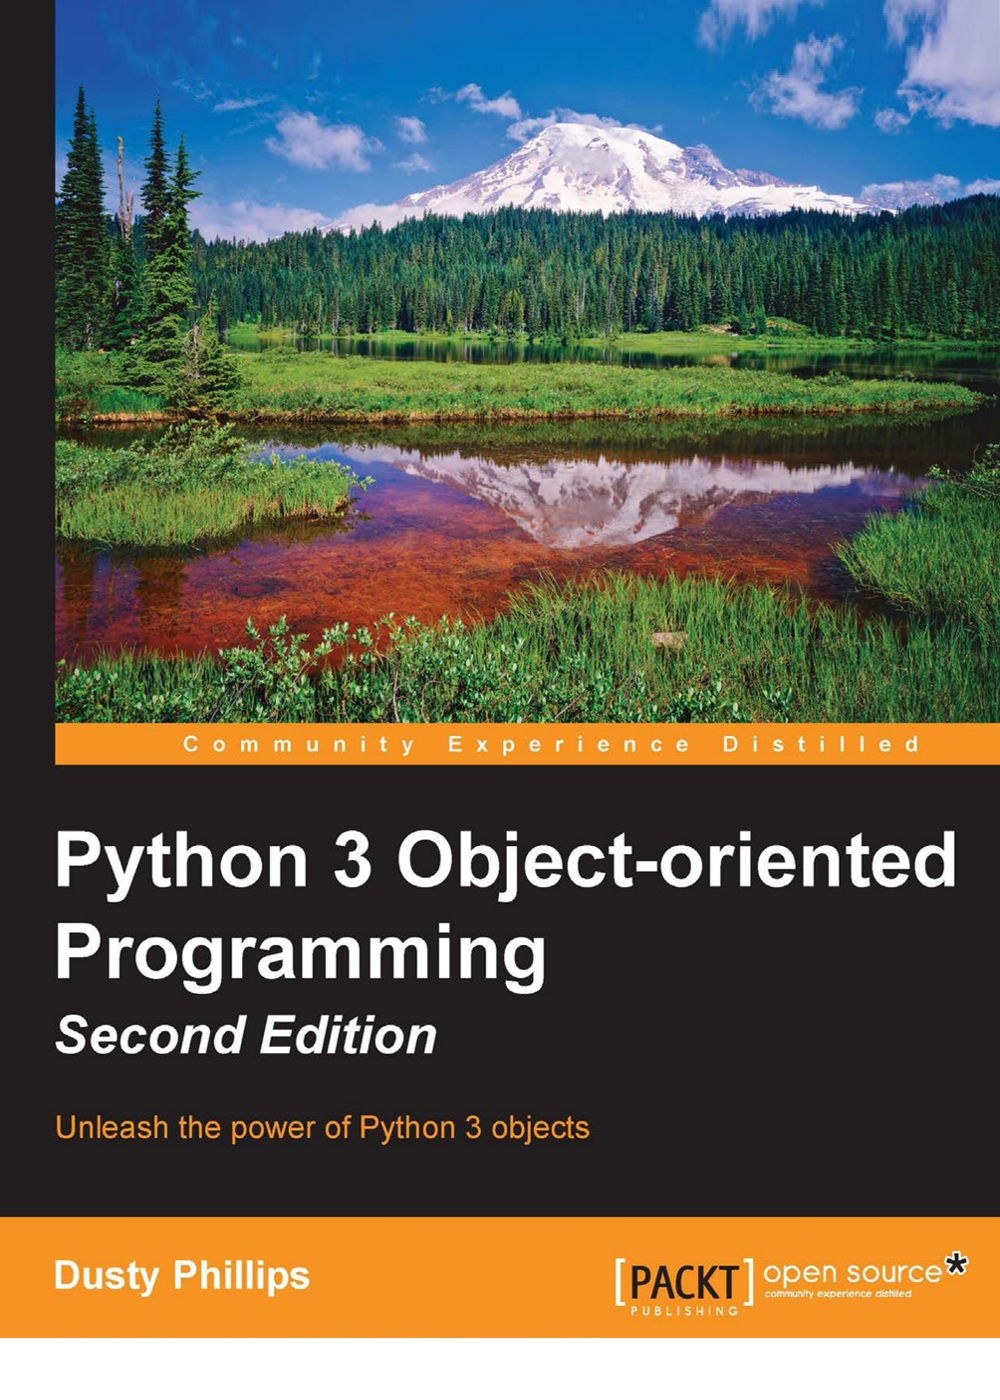 Community Experience Distilled
Python 3 Object-oriented
Programming
Second Edition
Unleash the power of Python 3 objects
Dusty Phillips
[PACKT] open source*
PUBLISHING community experience distilled